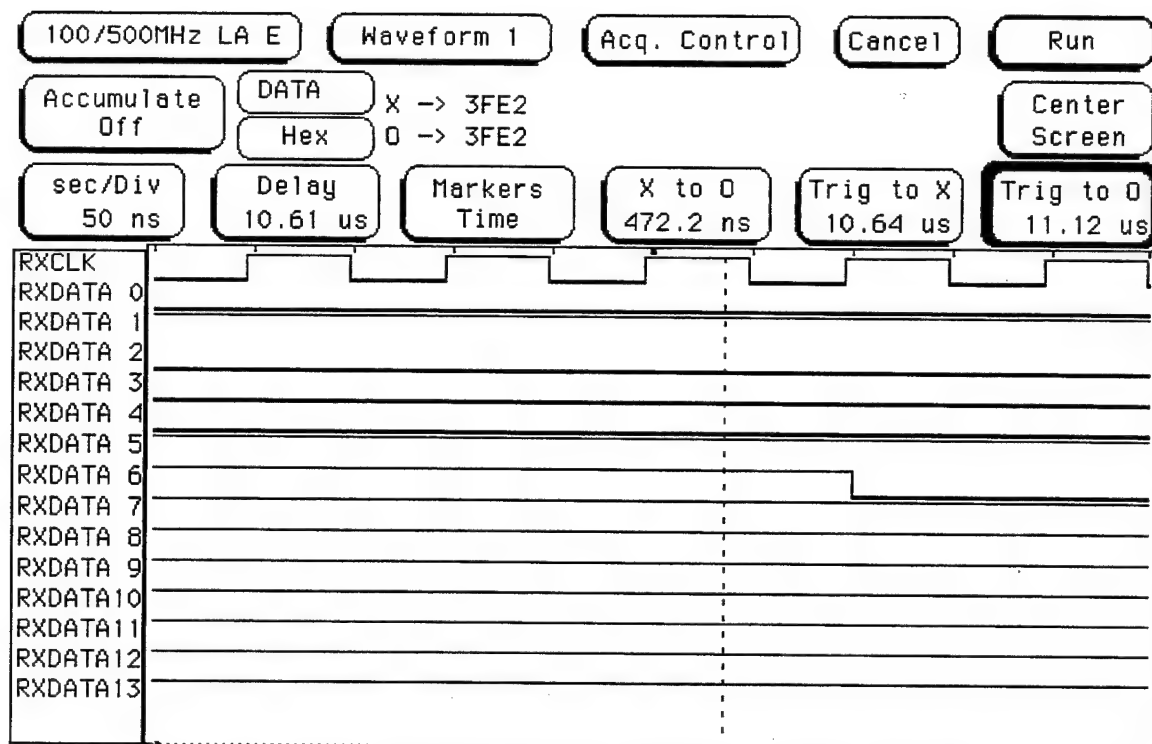 100/500MHz LA E Waveform 1 Acq. Control Cancel Run
Accumulate Off DATA X -> 3FE2 Center Screen
Hex O -> 3FE2
sec/Div Delay Markers X to O Trig to X Trig to O
50 ns 10.61 us Time 472.2 ns 10.64 us 11.12 us
RXCLK
RXDATA 0
RXDATA 1
RXDATA 2
RXDATA 3
RXDATA 4
RXDATA 5
RXDATA 6
RXDATA 7
RXDATA 8
RXDATA 9
RXDATA10
RXDATA11
RXDATA12
RXDATA13